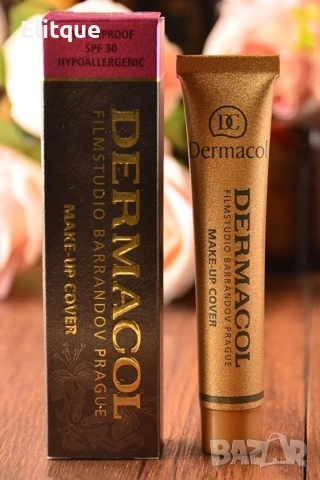 Elitque
PROOF
SPF 30
HYPOALLERGENIC
DERMACOL
FILMSTUDIO BARRANDOV PRAGUE
MAKE-UP COVER
DC
Dermacol
DERMACOL
FILMSTUDIO BARRANDOV PRAGUE
MAKE-UP COVER
BAZAR